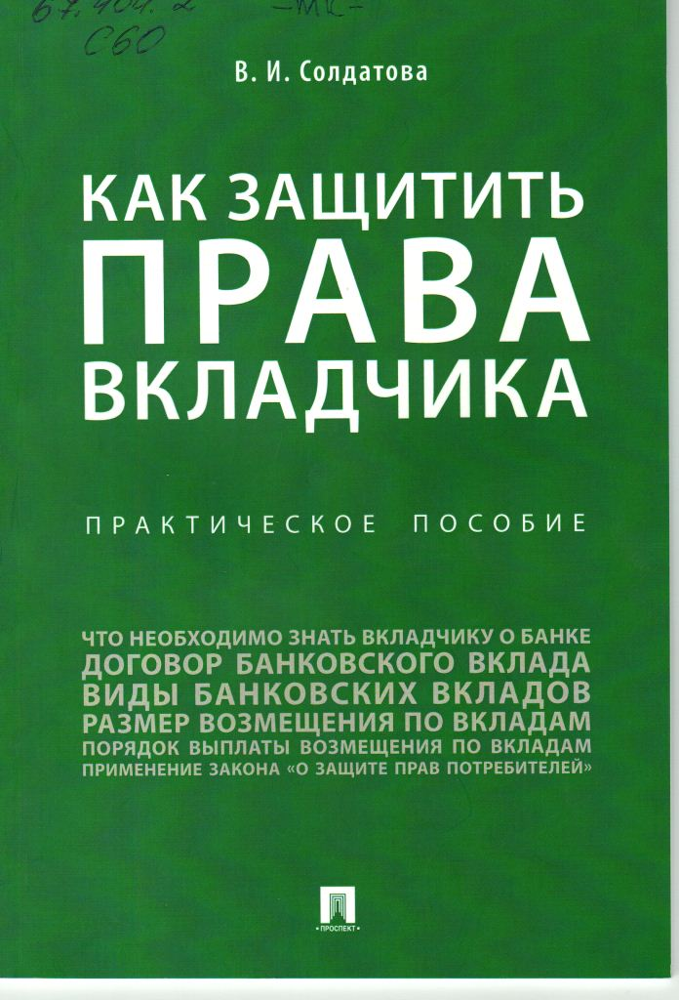 67.404.2 -МК-
С60
В. И. Солдатова
КАК ЗАЩИТИТЬ
ПРАВА
ВКЛАДЧИКА
ПРАКТИЧЕСКОЕ ПОСОБИЕ
ЧТО НЕОБХОДИМО ЗНАТЬ ВКЛАДЧИКУ О БАНКЕ
ДОГОВОР БАНКОВСКОГО ВКЛАДА
ВИДЫ БАНКОВСКИХ ВКЛАДОВ
РАЗМЕР ВОЗМЕЩЕНИЯ ПО ВКЛАДАМ
ПОРЯДОК ВЫПЛАТЫ ВОЗМЕЩЕНИЯ ПО ВКЛАДАМ
ПРИМЕНЕНИЕ ЗАКОНА «О ЗАЩИТЕ ПРАВ ПОТРЕБИТЕЛЕЙ»
• ПРОСПЕКТ •